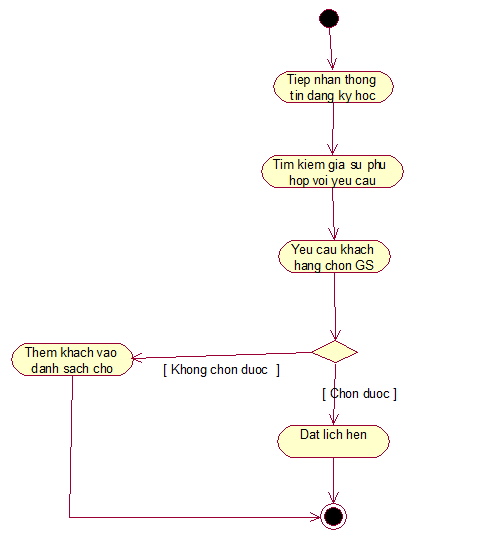 Tiep nhan thong
tin dang ky hoc
Tim kiem gia su phu
hop voi yeu cau
Yeu cau khach
hang chon GS
Them khach vao
danh sach cho
[ Khong chon duoc ]
[ Chon duoc ]
Dat lich hen